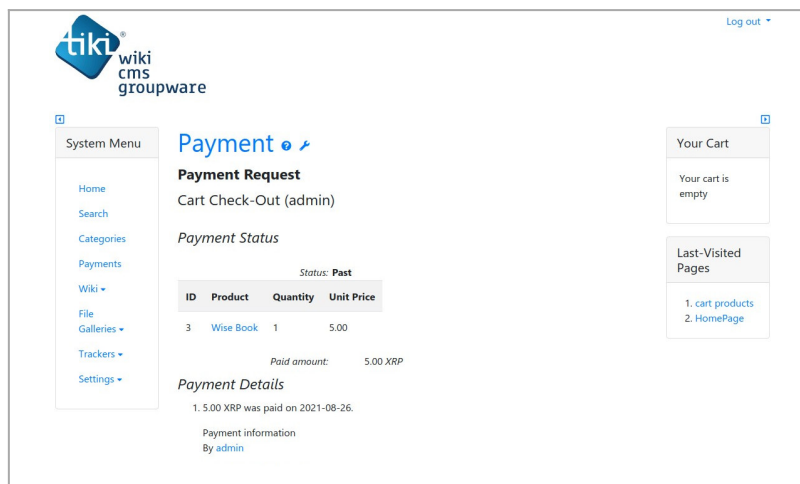 Log out
tiki®
wiki
cms
groupware
System Menu
Home
Search
Categories
Payments
Wiki
File
Galleries
Trackers
Settings
Payment
Payment Request
Cart Check-Out (admin)
Payment Status
Status: Past
ID Product Quantity Unit Price
3 Wise Book 1 5.00
Paid amount: 5.00 XRP
Payment Details
1. 5.00 XRP was paid on 2021-08-26.
Payment information
By admin
Your Cart
Your cart is
empty
Last-Visited
Pages
1. cart products
2. HomePage